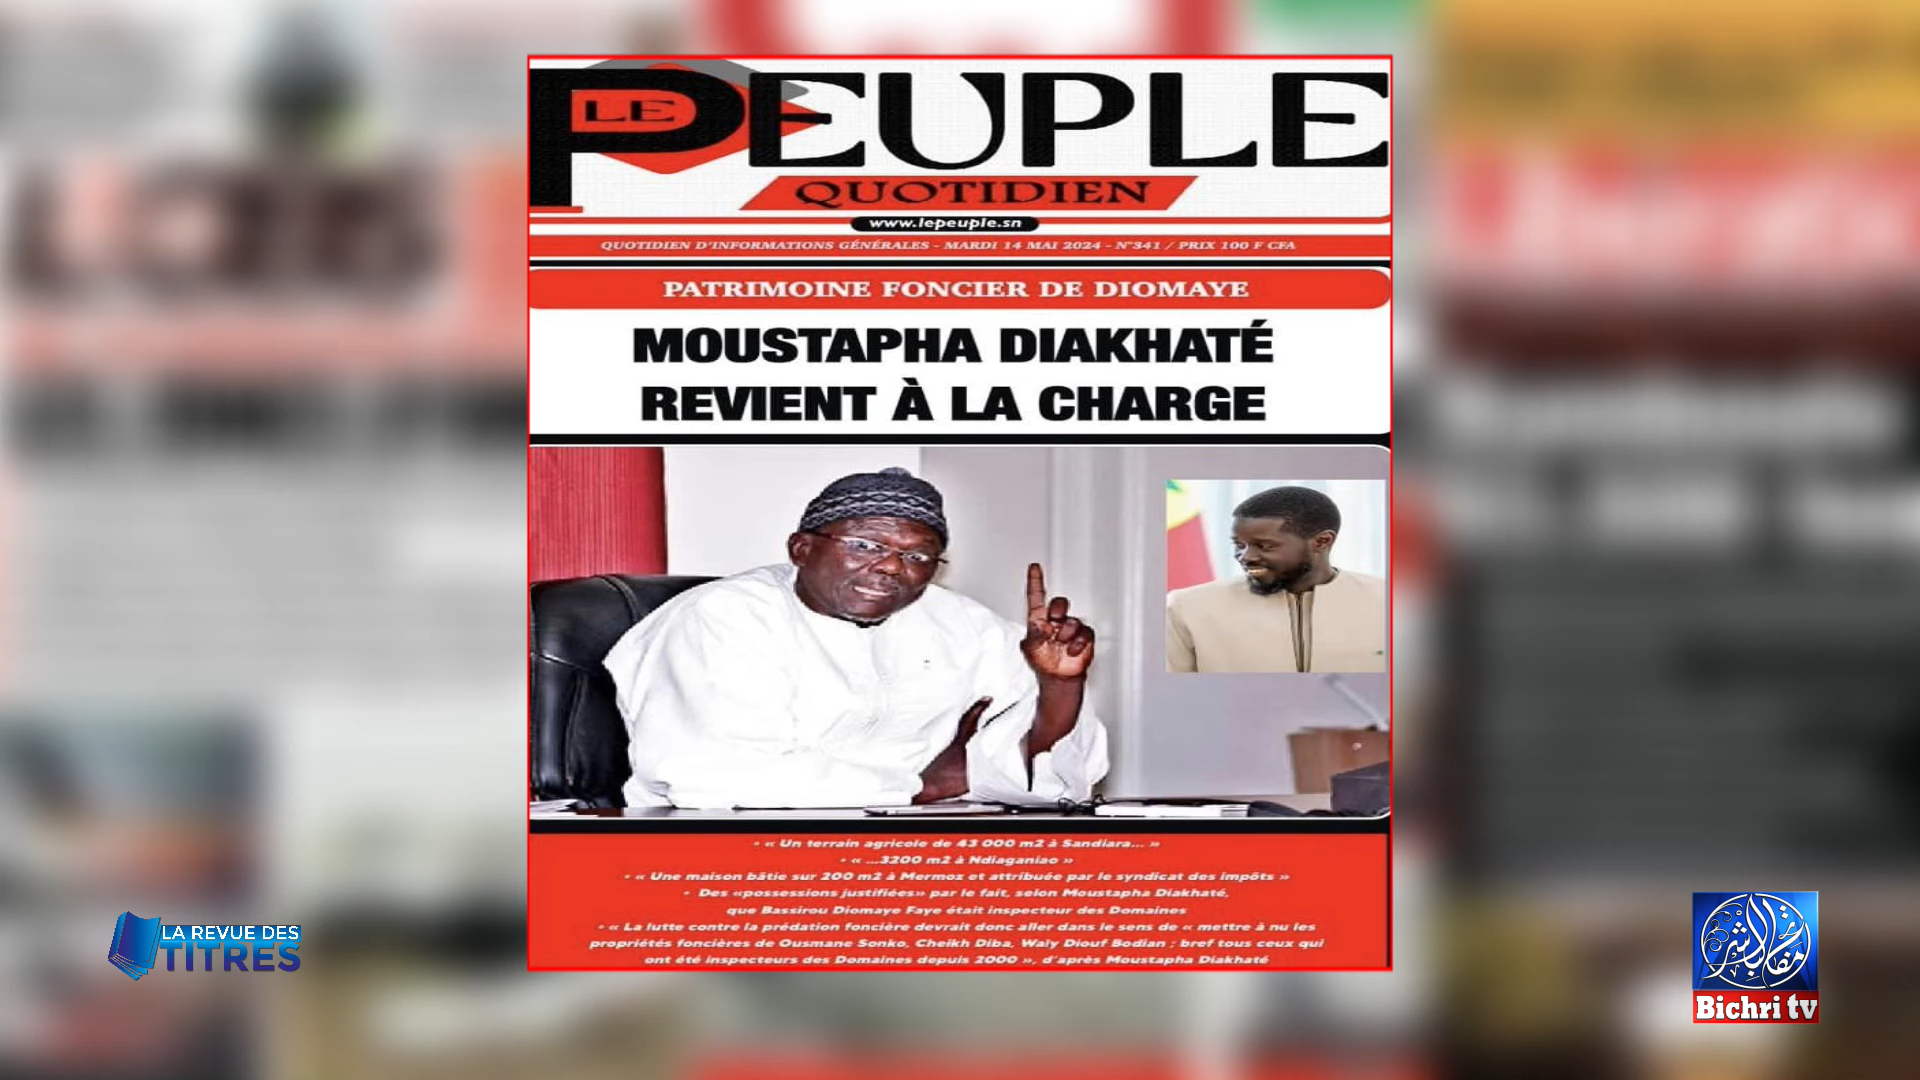 LE PEUPLE
QUOTIDIEN
www.lepeuple.sn
QUOTIDIEN D'INFORMATIONS GÉNÉRALES - MARDI 14 MAI 2024 - N°341 / PRIX 100 F CFA
PATRIMOINE FONCIER DE DIOMAYE
MOUSTAPHA DIAKHATÉ
REVIENT À LA CHARGE
• « Un terrain agricole de 43 000 m2 à Sandiara... »
• « ...3200 m2 à Ndiaganiao »
• « Une maison bâtie sur 200 m2 à Mermoz et attribuée par le syndicat des impôts »
• Des «possessions justifiées» par le fait, selon Moustapha Diakhaté,
que Bassirou Diomaye Faye était inspecteur des Domaines
• « La lutte contre la prédation foncière devrait donc aller dans le sens de « mettre à nu les
propriétés foncières de Ousmane Sonko, Cheikh Diba, Waly Diouf Bodian ; bref tous ceux qui
ont été inspecteurs des Domaines depuis 2000 », d'après Moustapha Diakhaté
LA REVUE DES
TITRES
Bichri tv